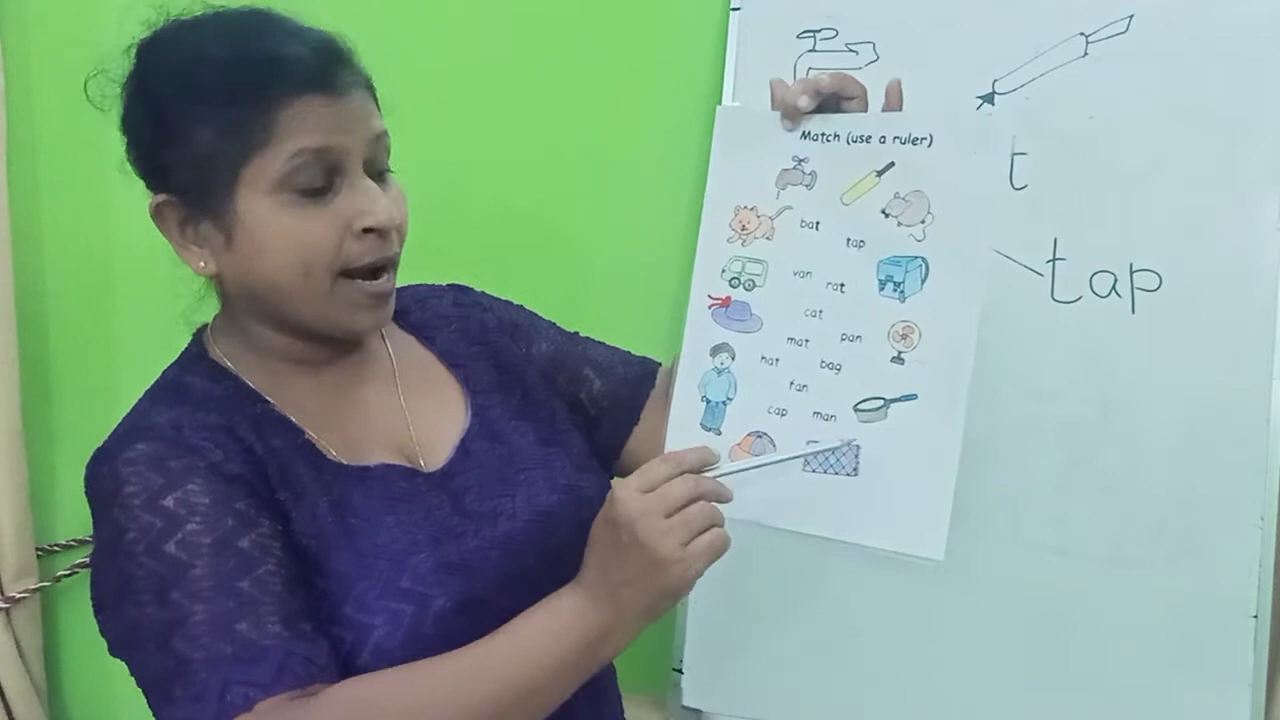 Match (use a ruler)
bat
tap
van
rat
cat
mat pan
hat bag
fan
cap man
t
tap